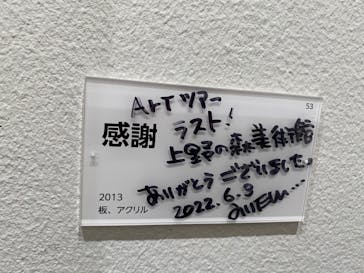 53
Artツアー
ラスト!
感謝
上野の森美術館
ありがとうございました。
2013
板、アクリル
2022.6.3